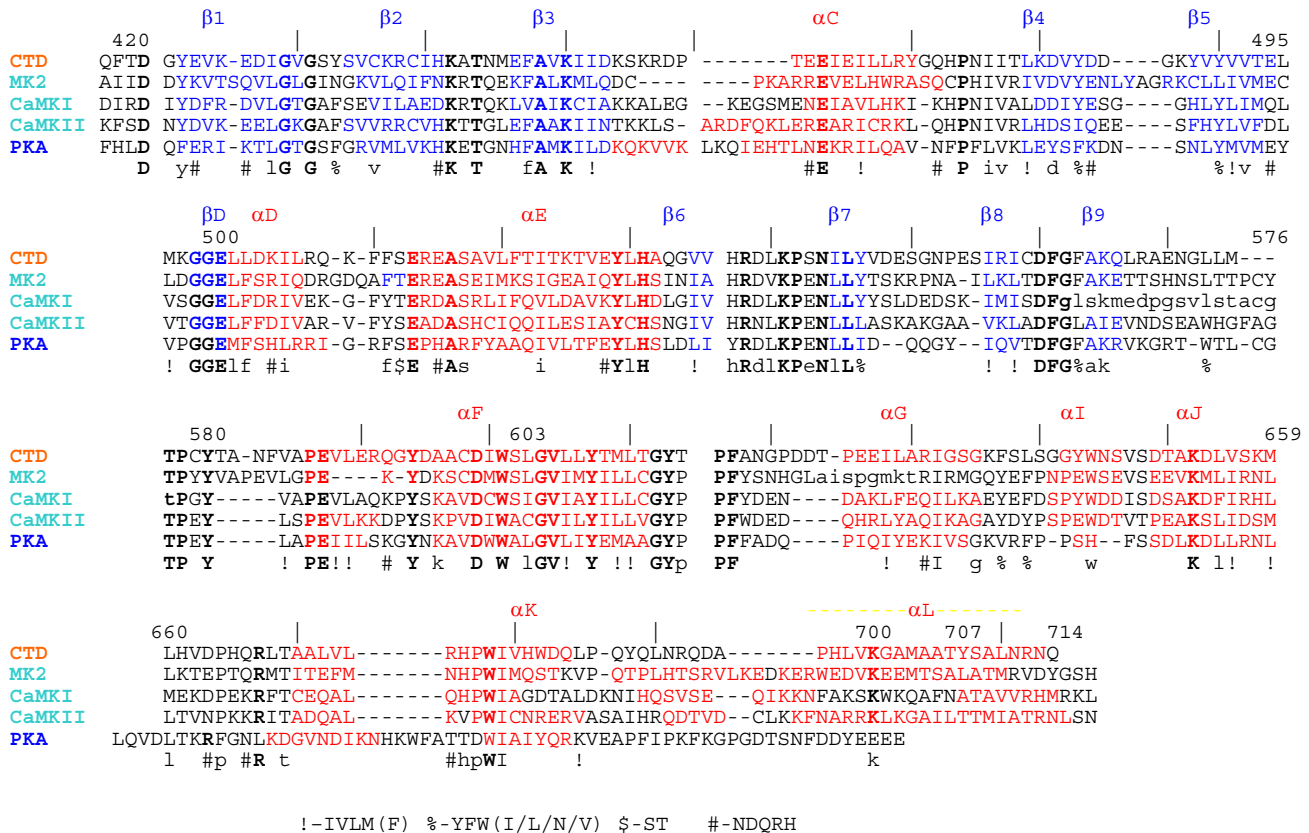 β1 β2 β3 αC β4 β5
420 | | | | | | 495
CTD QFTD GYEVK-EDIGVGSYSVCKRCIHKATNMEFAVKIIDKSKRDP -------TEEIEILLRYGQHPNIITLKDVYDD---GKYVYVVTEL
MK2 AIID DYKVTSQVLGLGINGKVLQIFNKRTQEKFALKMLQDC----- ----PKARREVELHWRASQCPHIVRIVDVYENLYAGRKCLLIVMEC
CaMKI DIRD IYDFR-DVLGTGAFSEVILAEDKRTQKLVAIKCIAKKALEG - KEGSMENEIAVLHKI-KHPNIVALDDIYESG---GHLYLIMQL
CaMKII KFSD NYDVK-EELGKGAFSVVRRCVHKTTGLEFAAKIINTKKLS- ARDFQKLEREARICRKL-QHPNIVRLHDSIQEE----SFHYLVFDL
PKA FHLD QFERI-KTLGTGSFGRVMLVKHKETGNHFAMKILDKQKVVK LKQIEHTLNEKRILQAV-NFPFLVKLEYSFKDN----SNLYMVMEY
D y# # lG G % v K T fA K ! #E ! # P iv ! d %# %!v #
βD αD αE β6 β7 β8 β9
500 | | | | | | 576
CTD MKGGELLDKILRQ-K-FFSEREASAVLFTITKTVEYLHAQGVV HRDLKPSNILYVDESGNPESIRICDFGFAKQLRAENGLLM---
MK2 LDGGELFSRIQDRGDQAFTEREASEIMKSIGEAIQYLHSINIA HRDVKPENLLYTSKRPNA-ILKLTDFGFAKETTSHNSLTTPCY
CaMKI VSGGELFDRIVEKG-FYTERDASRLIFQVLDAVKYLHDLGIV HRDLKPENLLYYSLDEDSK-IMISDFglskmedpgsvlstacg
CaMKII VTGGELFFDIVAR-V-FYSEADASHCIQQILESIAYCHSNGIV HRNLKPENLLLASKAKGAA-VKLADFGLAIEVNDSEAWHGFAG
PKA VPGGEMFSHLRRI-G-RFSEPHARFYAAQIVLTFEYLHSLDLI YRDLKPENLLID--QQGY-IQVTDFGFAKRVKGRT-WTL-CG
! GGElf #i f$E #As i #YlH ! hRdlKPeNlL% ! ! DFG%ak %
αF αG αI αJ
580 | 603 | | | | 659
CTD TPCYTA-NFVAPEVLERQGYDAACDIWSLGVLLYTMLTGYT PFANGPDDT-PEEILARIGSGKFSLSGGYWNSVSDTAKDLVSKM
MK2 TPYYVAPEVLGPE----K-YDKSCDMWSLGVIMYILLCGYP PFYSNHGLaispgmktRIRMGQYEFPNPEWSEVSEEVKMLIRNL
CaMKI tPGY-----VAPEVLAQKPYSKAVDCWSIGVIAYILLCGYP PFYDEN----DAKLFEQILKAEYEFDSPYWDDISDSAKDFIRHL
CaMKII TPEY-----LSPEVLKKDPYSKPVDIWACGVILYILLVGYP PFWDED----QHRLYAQIKAGAYDYPSPEWDTVTPEAKSLIDSM
PKA TPEY-----LAPEIILSKGYNKAVDWWALGVLIYEMAAGYP PFFADQ----PIQIYEKIVSGKVRFP-PSH--FSSDLKDLLRNL
TP Y ! PE!! # Y k D W lGV! Y !! GYp PF ! #I g % % w K l! !
αK --------αL-------
660 | | | 700 707 | 714
CTD LHVDPHQRLTAALVL-------RHPWIVHWDQLP-QYQLNRQDA-----PHLVKGAMAATYSALNRNQ
MK2 LKTEPTQRMTITEFM-------NHPWIMQSTKVP-QTPLHTSRVLKEDKERWEDVKEEMTSALATMRVDYGSH
CaMKI MEKDPEKRFTCEQAL-------QHPWIAGDTALDKNIHQSVSE--QIKKNFAKSKWKQAFNATAVVRHMRKL
CaMKII LTVNPKKRITADQAL-------KVPWICNRERVASAIHRQDTVD--CLKKFNARRKLKGAILTTMIATRNLSN
PKA LQVDLTKRFGNLKDGVNDIKNHKWFATTDWIAIYQRKVEAPFIPKFKGPGDTSNFDDYEEEE
l #p #R t #hpWI ! k
!-IVLM(F) %-YFW(I/L/N/V) $-ST #-NDQRH